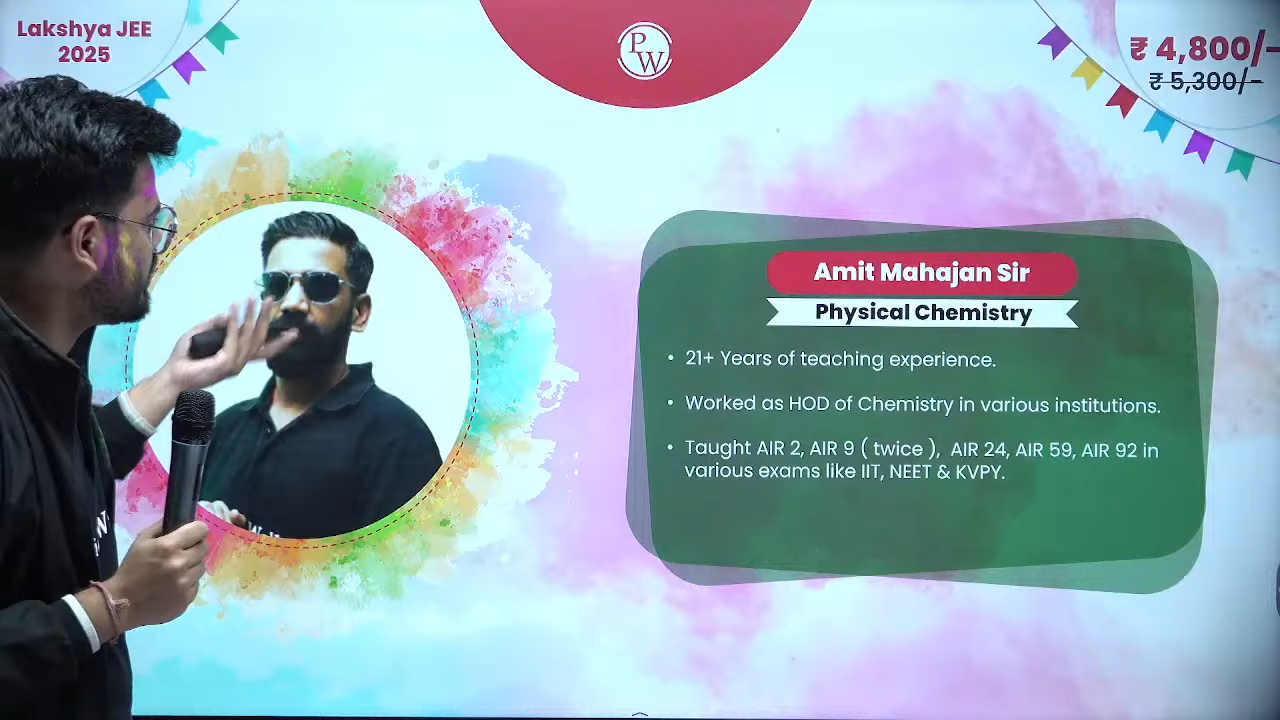 Lakshya JEE
2025
PW
₹ 4,800/-
₹ 5,300/-
Amit Mahajan Sir
Physical Chemistry
• 21+ Years of teaching experience.
• Worked as HOD of Chemistry in various institutions.
• Taught AIR 2, AIR 9 ( twice ), AIR 24, AIR 59, AIR 92 in
various exams like IIT, NEET & KVPY.